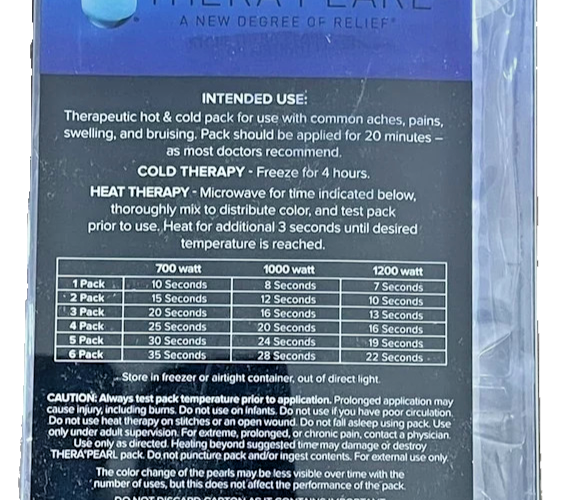 THERA°PEARL
A NEW DEGREE OF RELIEF®
INTENDED USE:
Therapeutic hot & cold pack for use with common aches, pains,
swelling, and bruising. Pack should be applied for 20 minutes –
as most doctors recommend.
COLD THERAPY - Freeze for 4 hours.
HEAT THERAPY - Microwave for time indicated below,
thoroughly mix to distribute color, and test pack
prior to use. Heat for additional 3 seconds until desired
temperature is reached.
700 watt 1000 watt 1200 watt
1 Pack 10 Seconds 8 Seconds 7 Seconds
2 Pack 15 Seconds 12 Seconds 10 Seconds
3 Pack 20 Seconds 16 Seconds 13 Seconds
4 Pack 25 Seconds 20 Seconds 16 Seconds
5 Pack 30 Seconds 24 Seconds 19 Seconds
6 Pack 35 Seconds 28 Seconds 22 Seconds
Store in freezer or airtight container, out of direct light.
CAUTION: Always test pack temperature prior to application. Prolonged application may
cause injury, including burns. Do not use on infants. Do not use if you have poor circulation.
Do not use heat therapy on stitches or an open wound. Do not fall asleep using pack. Use
only under adult supervision. For extreme, prolonged, or chronic pain, contact a physician.
Use only as directed. Heating beyond suggested time may damage or destroy
THERA°PEARL pack. Do not puncture pack and/or ingest contents. For external use only.
The color change of the pearls may be less visible over time with the
number of uses, but this does not affect the performance of the pack.
DO NOT DISCARD CARTON AS IT CONTAINS IMPORTANT